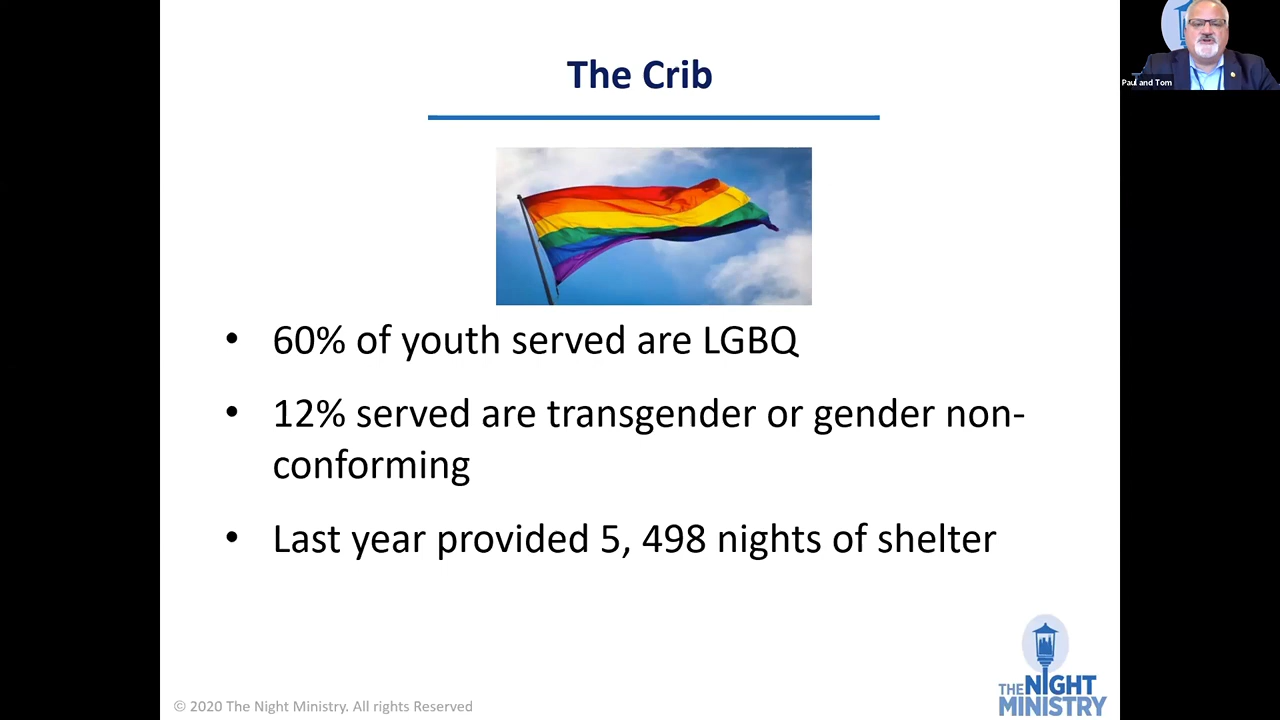 The Crib
Paul and Tom
• 60% of youth served are LGBQ
• 12% served are transgender or gender non-
conforming
• Last year provided 5, 498 nights of shelter
THE NIGHT
MINISTRY
© 2020 The Night Ministry. All rights Reserved